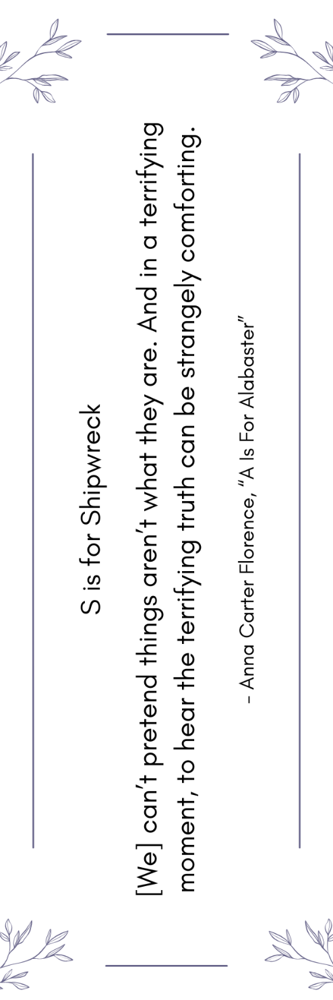 S is for Shipwreck
[We] can't pretend things aren't what they are. And in a terrifying
moment, to hear the terrifying truth can be strangely comforting.
– Anna Carter Florence, “A Is For Alabaster”